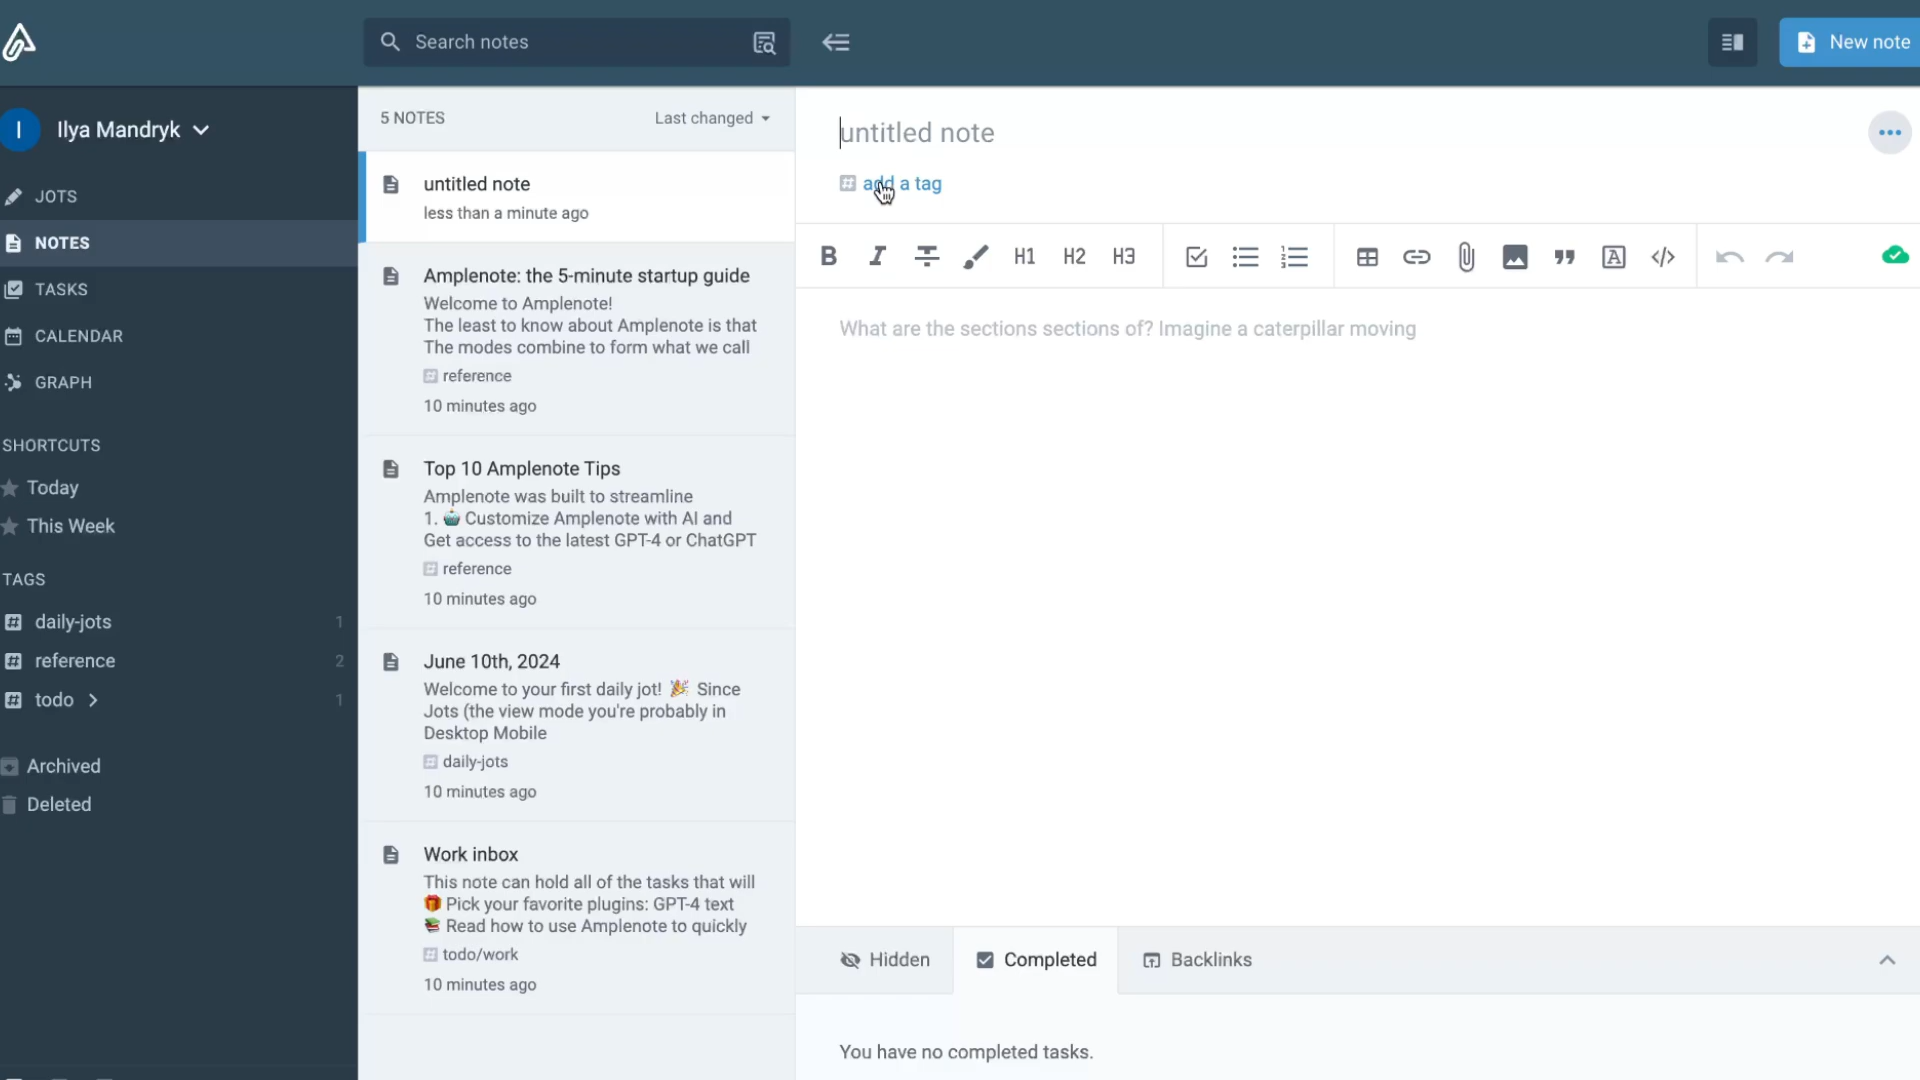 Search notes
New note
I
Ilya Mandryk
JOTS
NOTES
TASKS
CALENDAR
GRAPH
SHORTCUTS
Today
This Week
TAGS
daily-jots 1
reference 2
todo 1
Archived
Deleted
5 NOTES Last changed
untitled note
less than a minute ago
Amplenote: the 5-minute startup guide
Welcome to Amplenote!
The least to know about Amplenote is that
The modes combine to form what we call
reference
10 minutes ago
Top 10 Amplenote Tips
Amplenote was built to streamline
1. 🤖 Customize Amplenote with AI and
Get access to the latest GPT-4 or ChatGPT
reference
10 minutes ago
June 10th, 2024
Welcome to your first daily jot! 🎉 Since
Jots (the view mode you're probably in
Desktop Mobile
daily-jots
10 minutes ago
Work inbox
This note can hold all of the tasks that will
🎁 Pick your favorite plugins: GPT-4 text
📚 Read how to use Amplenote to quickly
todo/work
10 minutes ago
untitled note
add a tag
B I S H1 H2 H3
What are the sections sections of? Imagine a caterpillar moving
Hidden Completed Backlinks
You have no completed tasks.